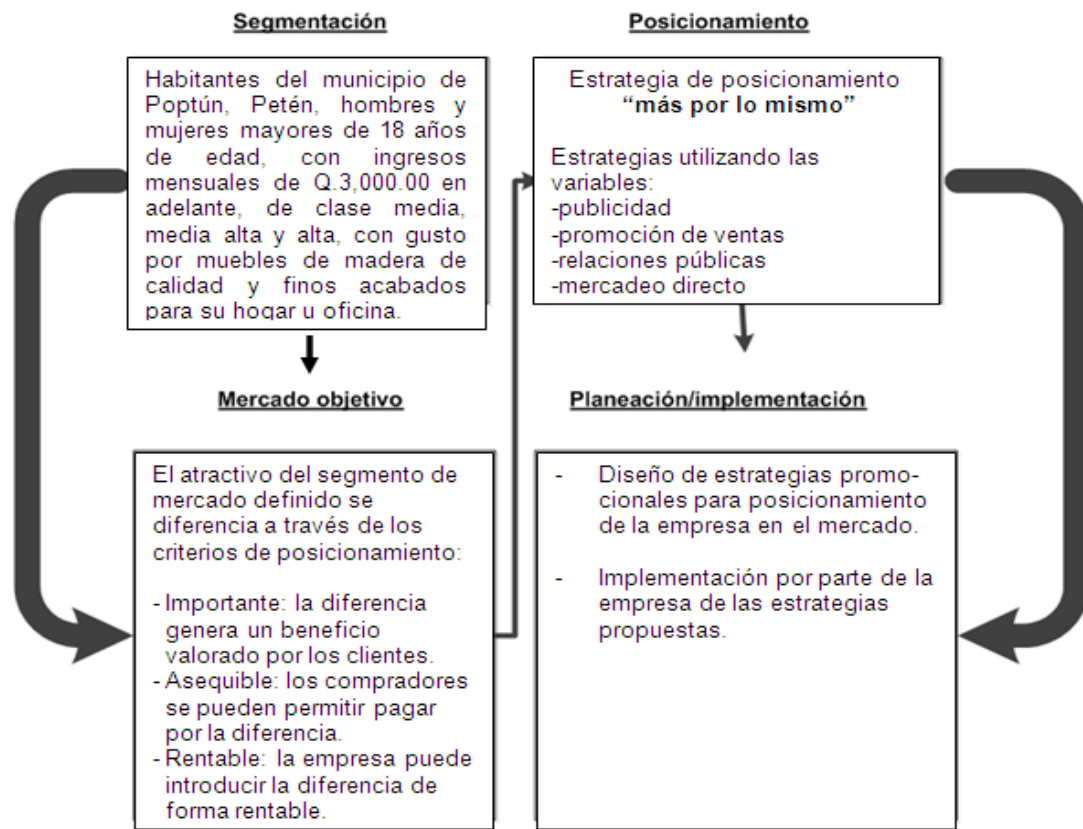 Segmentación
Habitantes del municipio de
Poptún, Petén, hombres y
mujeres mayores de 18 años
de edad, con ingresos
mensuales de Q.3,000.00 en
adelante, de clase media,
media alta y alta, con gusto
por muebles de madera de
calidad y finos acabados
para su hogar u oficina.
Mercado objetivo
El atractivo del segmento de
mercado definido se
diferencia a través de los
criterios de posicionamiento:
- Importante: la diferencia
genera un beneficio
valorado por los clientes.
- Asequible: los compradores
se pueden permitir pagar
por la diferencia.
- Rentable: la empresa puede
introducir la diferencia de
forma rentable.
Posicionamiento
Estrategia de posicionamiento
“más por lo mismo”
Estrategias utilizando las
variables:
-publicidad
-promoción de ventas
-relaciones públicas
-mercadeo directo
Planeación/implementación
- Diseño de estrategias promo-
cionales para posicionamiento
de la empresa en el mercado.
- Implementación por parte de la
empresa de las estrategias
propuestas.